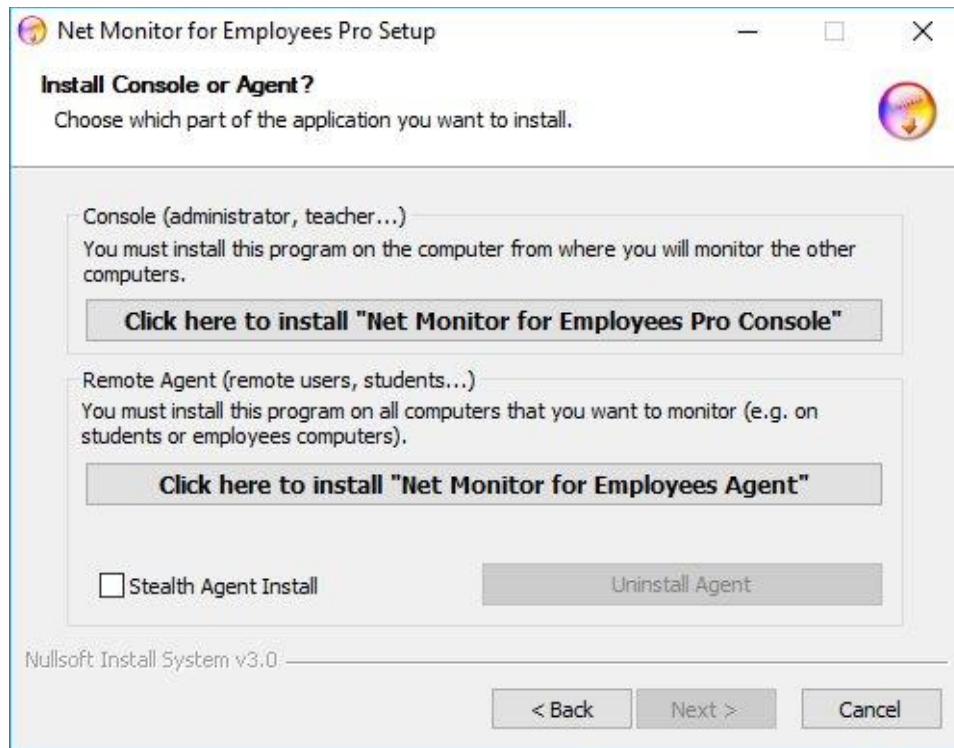 Net Monitor for Employees Pro Setup
Install Console or Agent?
Choose which part of the application you want to install.
Console (administrator, teacher...)
You must install this program on the computer from where you will monitor the other
computers.
Click here to install "Net Monitor for Employees Pro Console"
Remote Agent (remote users, students...)
You must install this program on all computers that you want to monitor (e.g. on
students or employees computers).
Click here to install "Net Monitor for Employees Agent"
Stealth Agent Install
Uninstall Agent
Nullsoft Install System v3.0
< Back
Next >
Cancel